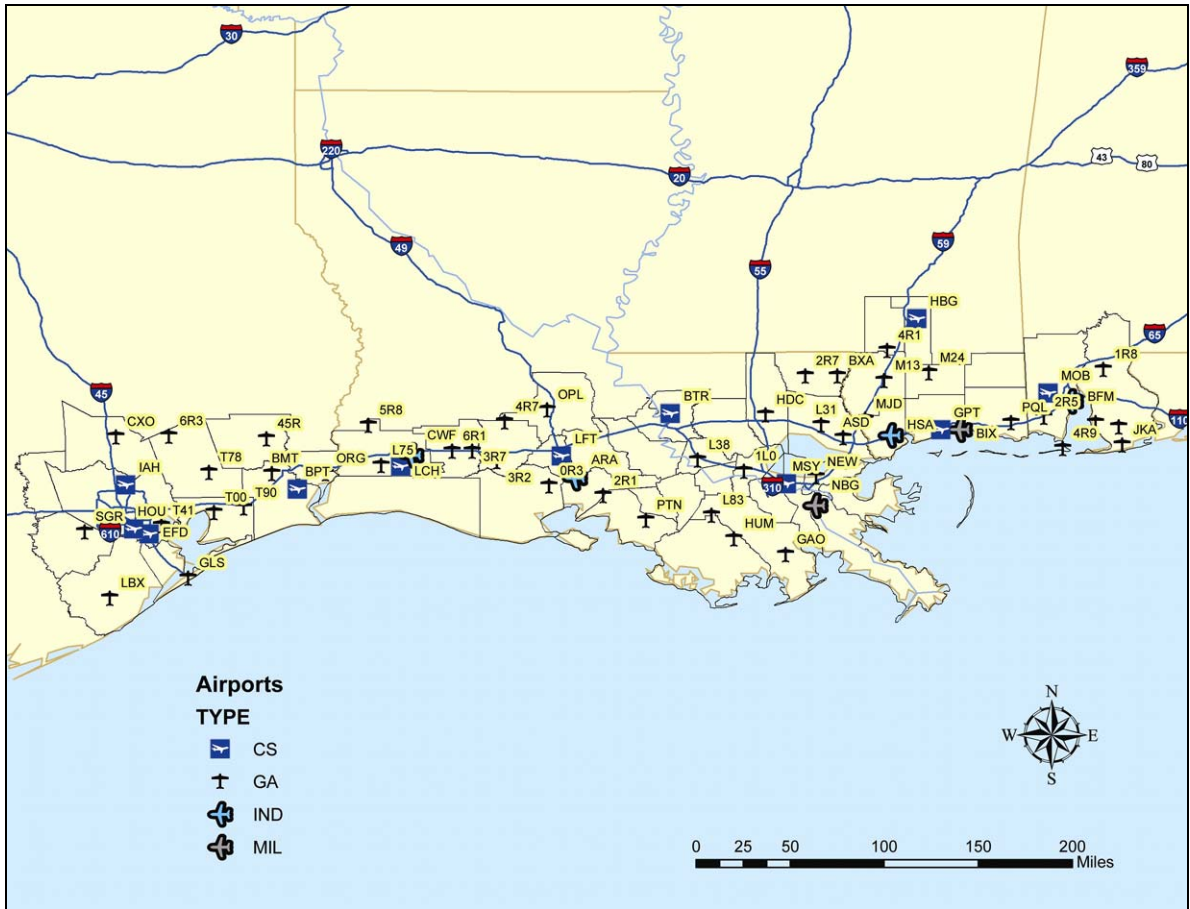 30
359
220
20
43
80
49
59
55
HBG
65
4R1
45
2R7
BXA
M13
M24
1R8
MOB
5R8
4R7
OPL
BTR
HDC
MJD
PQL
2R5
BFM
110
CXO
6R3
45R
CWF
6R1
LFT
L31
ASD
HSA
GPT
BIX
4R9
JKA
IAH
T78
BMT
BPT
ORG
L75
LCH
3R7
3R2
0R3
ARA
2R1
L38
1L0
MSY
NEW
310
NBG
SGR
HOU
T41
T00
T90
610
EFD
PTN
L83
HUM
GAO
GLS
LBX
Airports
TYPE
CS
GA
IND
MIL
N
W
E
S
0 25 50 100 150 200
Miles